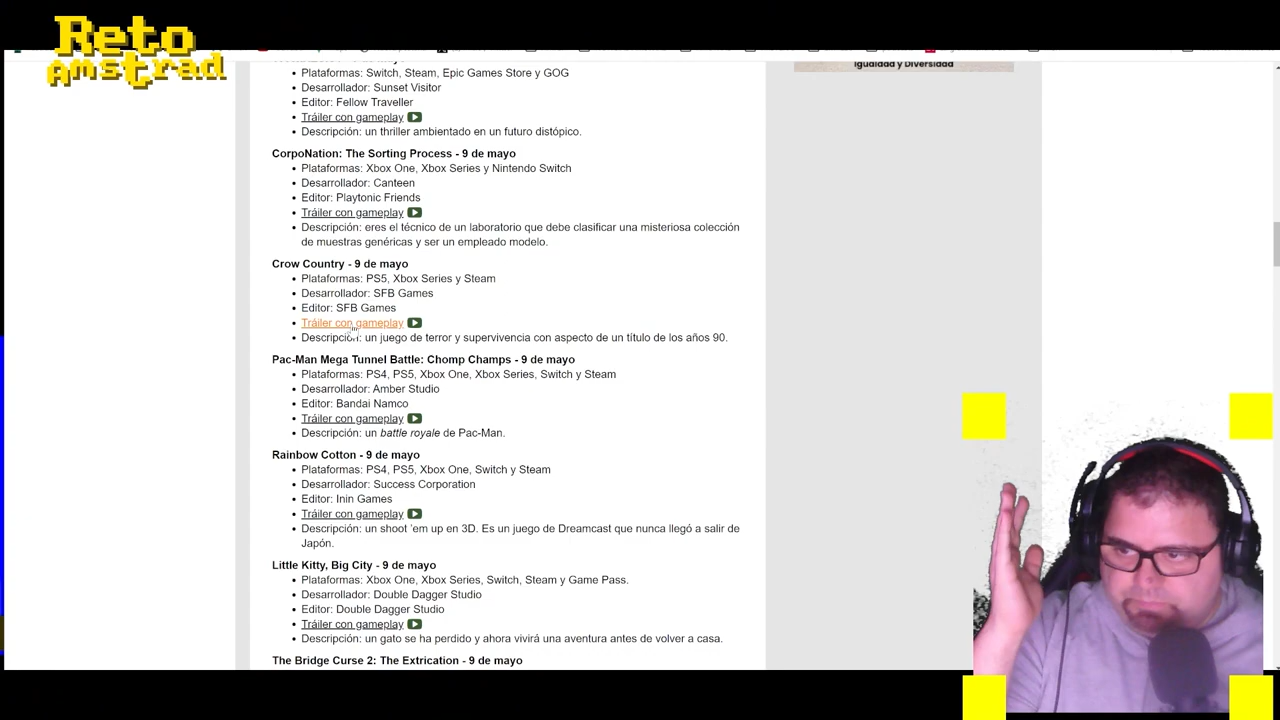 Reto
Amstrad
Igualdad y Diversidad
Plataformas: Switch, Steam, Epic Games Store y GOG
Desarrollador: Sunset Visitor
Editor: Fellow Traveller
Tráiler con gameplay
Descripción: un thriller ambientado en un futuro distópico.
CorpoNation: The Sorting Process - 9 de mayo
Plataformas: Xbox One, Xbox Series y Nintendo Switch
Desarrollador: Canteen
Editor: Playtonic Friends
Tráiler con gameplay
Descripción: eres el técnico de un laboratorio que debe clasificar una misteriosa colección
de muestras genéricas y ser un empleado modelo.
Crow Country - 9 de mayo
Plataformas: PS5, Xbox Series y Steam
Desarrollador: SFB Games
Editor: SFB Games
Tráiler con gameplay
Descripción: un juego de terror y supervivencia con aspecto de un título de los años 90.
Pac-Man Mega Tunnel Battle: Chomp Champs - 9 de mayo
Plataformas: PS4, PS5, Xbox One, Xbox Series, Switch y Steam
Desarrollador: Amber Studio
Editor: Bandai Namco
Tráiler con gameplay
Descripción: un battle royale de Pac-Man.
Rainbow Cotton - 9 de mayo
Plataformas: PS4, PS5, Xbox One, Switch y Steam
Desarrollador: Success Corporation
Editor: Inin Games
Tráiler con gameplay
Descripción: un shoot 'em up en 3D. Es un juego de Dreamcast que nunca llegó a salir de
Japón.
Little Kitty, Big City - 9 de mayo
Plataformas: Xbox One, Xbox Series, Switch, Steam y Game Pass.
Desarrollador: Double Dagger Studio
Editor: Double Dagger Studio
Tráiler con gameplay
Descripción: un gato se ha perdido y ahora vivirá una aventura antes de volver a casa.
The Bridge Curse 2: The Extrication - 9 de mayo